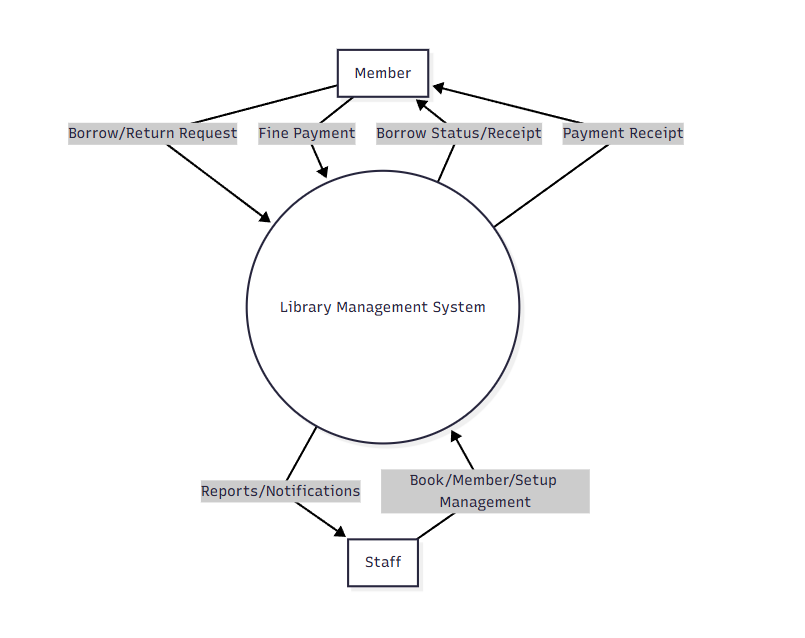 Member
Borrow/Return Request
Fine Payment
Borrow Status/Receipt
Payment Receipt
Library Management System
Reports/Notifications
Book/Member/Setup
Management
Staff